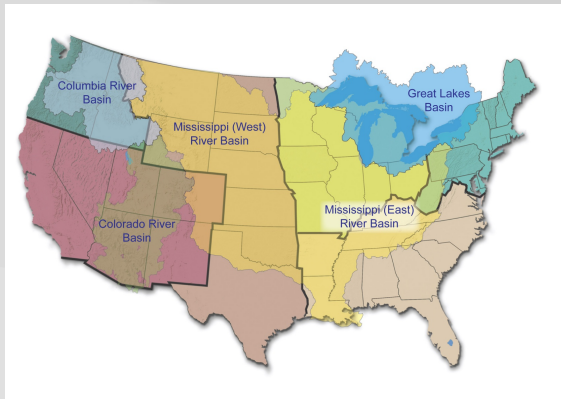 Columbia River
Basin
Great Lakes
Basin
Mississippi (West)
River Basin
Mississippi (East)
River Basin
Colorado River
Basin